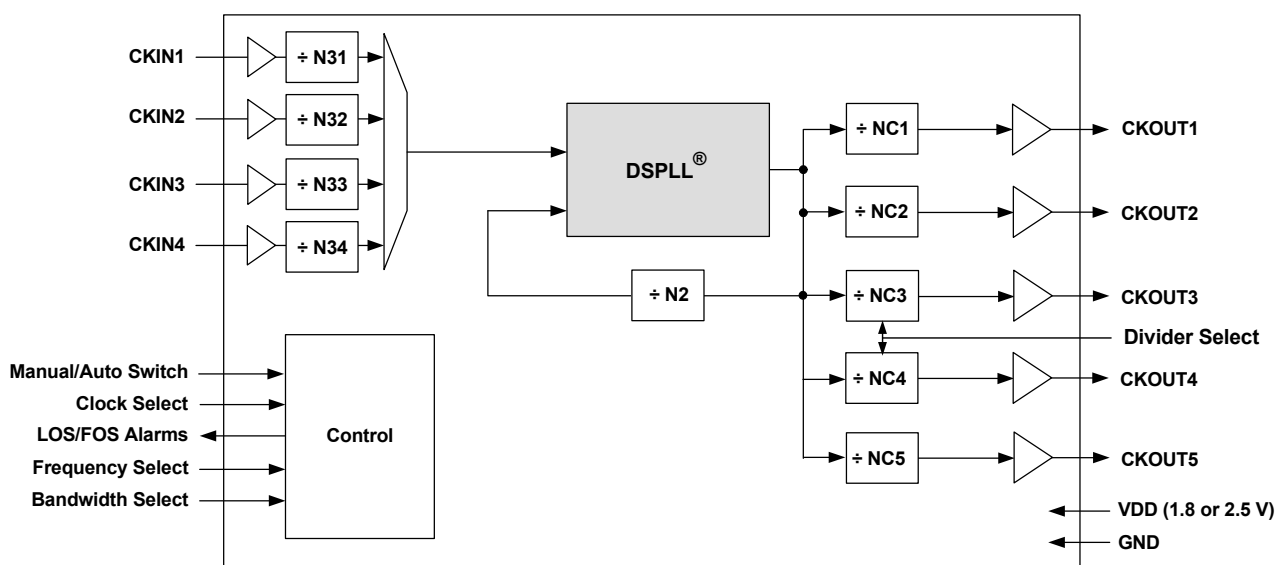 CKIN1
÷ N31
CKIN2
÷ N32
CKIN3
÷ N33
CKIN4
÷ N34
DSPLL®
÷ N2
÷ NC1
CKOUT1
÷ NC2
CKOUT2
÷ NC3
CKOUT3
Divider Select
÷ NC4
CKOUT4
÷ NC5
CKOUT5
Manual/Auto Switch
Clock Select
LOS/FOS Alarms
Frequency Select
Bandwidth Select
Control
VDD (1.8 or 2.5 V)
GND